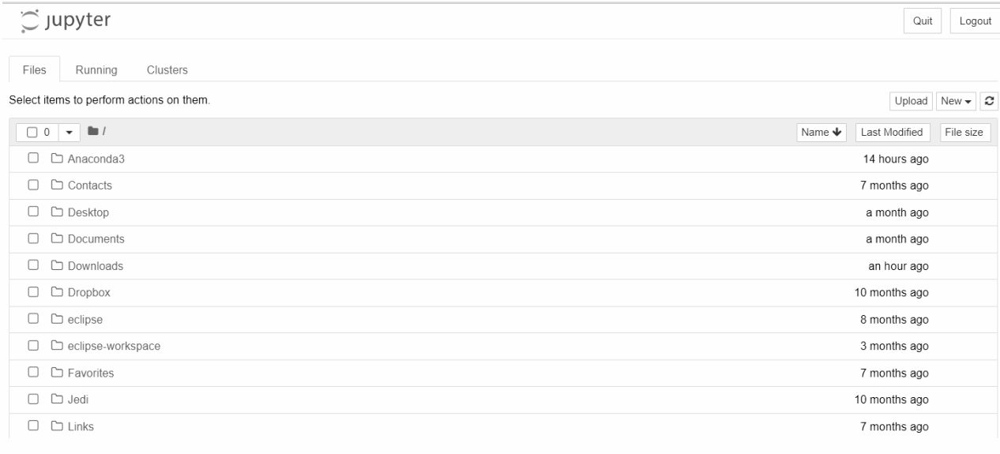 jupyter Quit Logout
Files Running Clusters
Select items to perform actions on them. Upload New
0 / Name Last Modified File size
Anaconda3 14 hours ago
Contacts 7 months ago
Desktop a month ago
Documents a month ago
Downloads an hour ago
Dropbox 10 months ago
eclipse 8 months ago
eclipse-workspace 3 months ago
Favorites 7 months ago
Jedi 10 months ago
Links 7 months ago